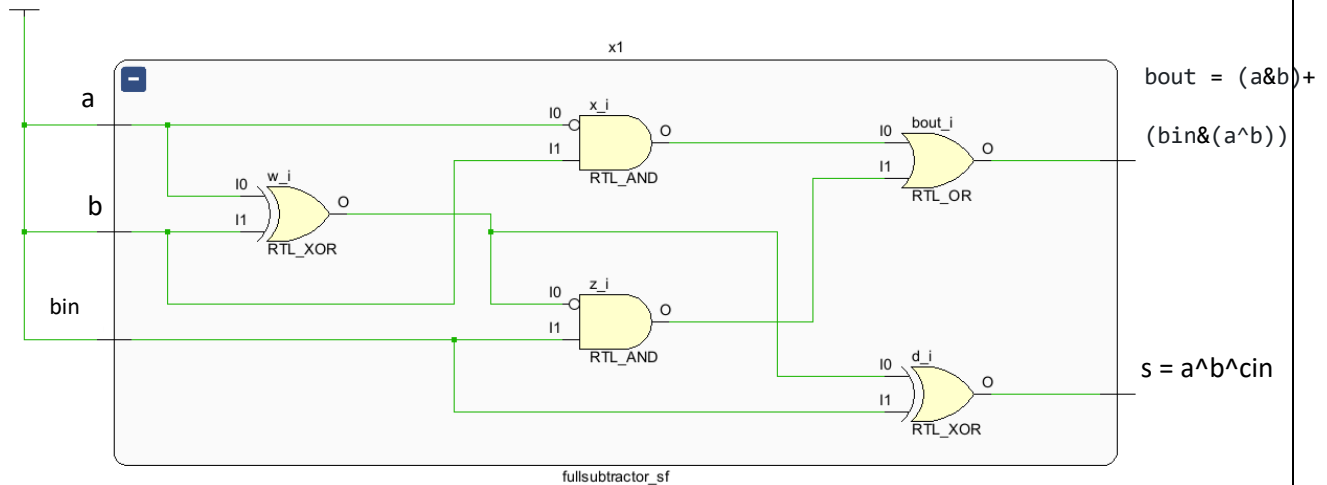 x1
−
a
b
bin
I0
I1
w_i
O
RTL_XOR
I0
I1
x_i
O
RTL_AND
I0
I1
z_i
O
RTL_AND
I0
I1
bout_i
O
RTL_OR
I0
I1
d_i
O
RTL_XOR
bout = (a&b)+
(bin&(a^b))
s = a^b^cin
fullsubtractor_sf